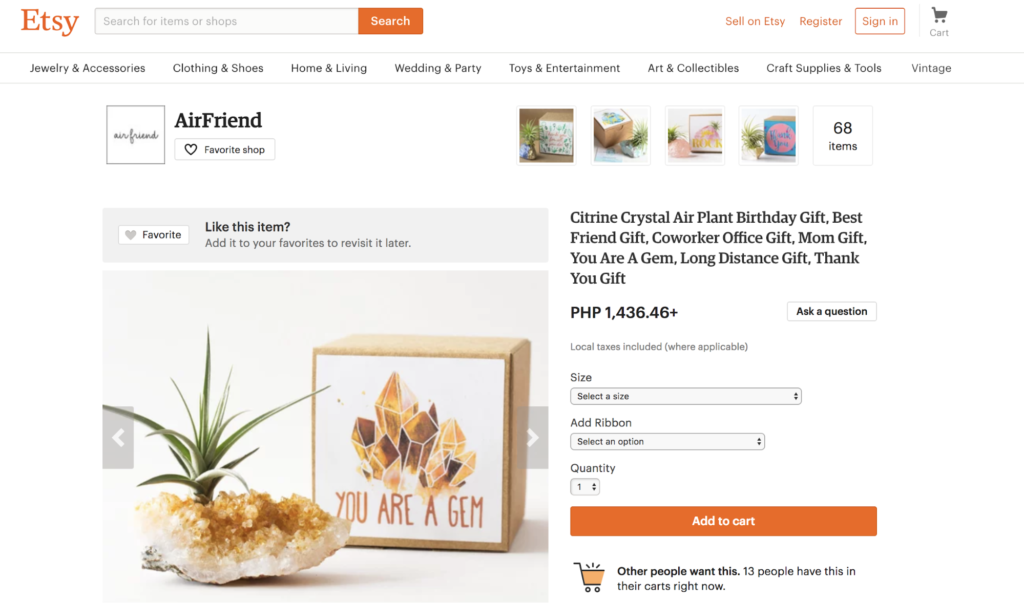 Etsy
Search for items or shops
Search
Sell on Etsy
Register
Sign in
Cart
Jewelry & Accessories
Clothing & Shoes
Home & Living
Wedding & Party
Toys & Entertainment
Art & Collectibles
Craft Supplies & Tools
Vintage
air friend
AirFriend
Favorite shop
68
items
Favorite
Like this item?
Add it to your favorites to revisit it later.
YOU ARE A GEM
Citrine Crystal Air Plant Birthday Gift, Best
Friend Gift, Coworker Office Gift, Mom Gift,
You Are A Gem, Long Distance Gift, Thank
You Gift
PHP 1,436.46+
Ask a question
Local taxes included (where applicable)
Size
Select a size
Add Ribbon
Select an option
Quantity
1
Add to cart
Other people want this. 13 people have this in
their carts right now.